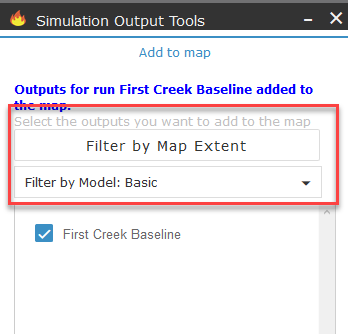 Simulation Output Tools
Add to map
Outputs for run First Creek Baseline added to
the map.
Select the outputs you want to add to the map
Filter by Map Extent
Filter by Model: Basic
First Creek Baseline